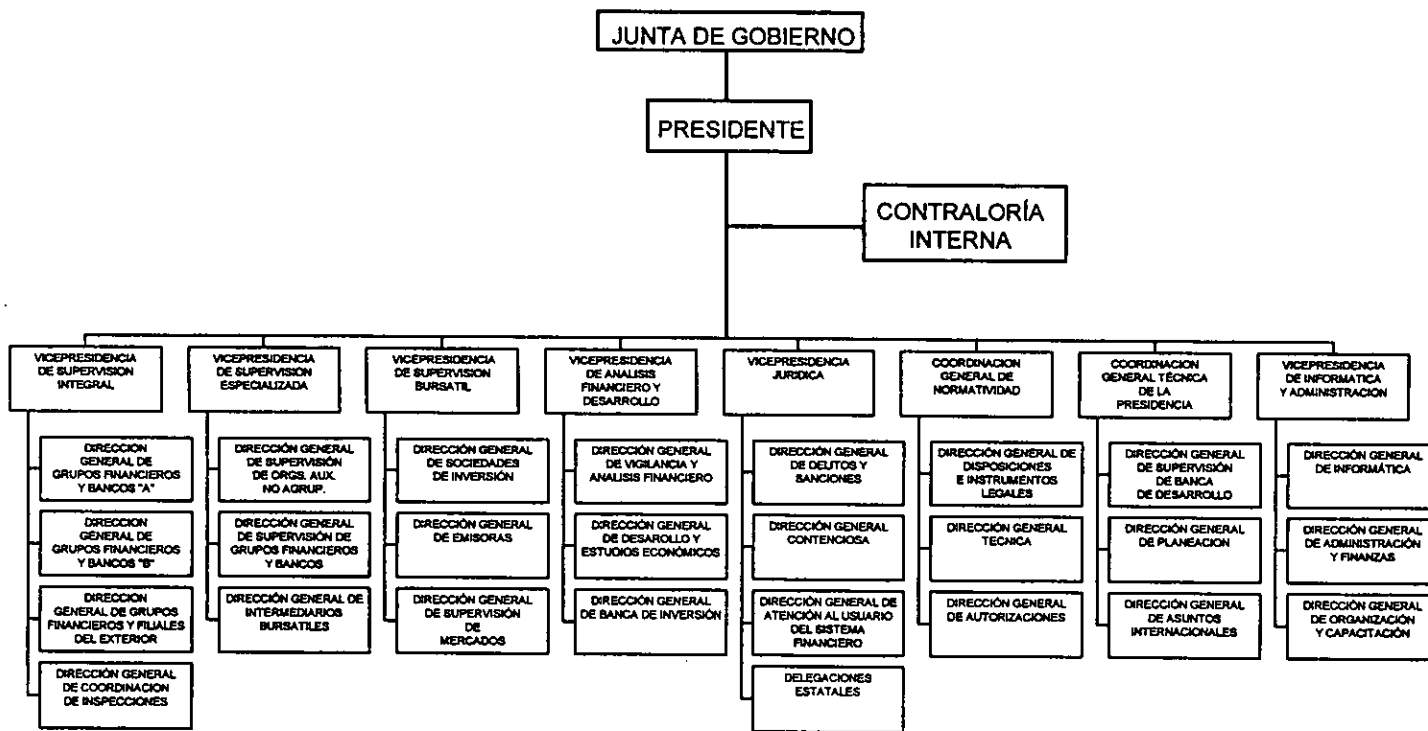 JUNTA DE GOBIERNO
PRESIDENTE
CONTRALORÍA
INTERNA
VICEPRESIDENCIA
DE SUPERVISION
INTEGRAL
VICEPRESIDENCIA
DE SUPERVISION
ESPECIALIZADA
VICEPRESIDENCIA
DE SUPERVISION
BURSATIL
VICEPRESIDENCIA
DE ANALISIS
FINANCIERO Y
DESARROLLO
VICEPRESIDENCIA
JURIDICA
COORDINACION
GENERAL DE
NORMATIVIDAD
COORDINACION
GENERAL TÉCNICA
DE LA
PRESIDENCIA
VICEPRESIDENCIA
DE INFORMATICA
Y ADMINISTRACION
DIRECCION
GENERAL DE
GRUPOS FINANCIEROS
Y BANCOS "A"
DIRECCIÓN GENERAL
DE SUPERVISIÓN
DE ORGS. AUX.
NO AGRUP.
DIRECCIÓN GENERAL
DE SOCIEDADES
DE INVERSIÓN
DIRECCIÓN GENERAL
DE VIGILANCIA Y
ANALISIS FINANCIERO
DIRECCIÓN GENERAL
DE DELITOS Y
SANCIONES
DIRECCIÓN GENERAL DE
DISPOSICIONES
E INSTRUMENTOS
LEGALES
DIRECCIÓN GENERAL
DE SUPERVISIÓN
DE BANCA
DE DESARROLLO
DIRECCIÓN GENERAL
DE INFORMÁTICA
DIRECCION
GENERAL DE
GRUPOS FINANCIEROS
Y BANCOS "B"
DIRECCIÓN GENERAL
DE SUPERVISIÓN DE
GRUPOS FINANCIEROS
Y BANCOS
DIRECCIÓN GENERAL
DE EMISORAS
DIRECCIÓN GENERAL
DE DESAROLLO Y
ESTUDIOS ECONÓMICOS
DIRECCIÓN GENERAL
CONTENCIOSA
DIRECCIÓN GENERAL
TECNICA
DIRECCIÓN GENERAL
DE PLANEACION
DIRECCIÓN GENERAL
DE ADMINISTRACIÓN
Y FINANZAS
DIRECCION
GENERAL DE GRUPOS
FINANCIEROS Y FILIALES
DEL EXTERIOR
DIRECCIÓN GENERAL DE
INTERMEDIARIOS
BURSATILES
DIRECCIÓN GENERAL
DE SUPERVISIÓN
DE
MERCADOS
DIRECCIÓN GENERAL
DE BANCA DE INVERSIÓN
DIRECCIÓN GENERAL DE
ATENCIÓN AL USUARIO
DEL SISTEMA
FINANCIERO
DIRECCIÓN GENERAL
DE AUTORIZACIONES
DIRECCIÓN GENERAL
DE ASUNTOS
INTERNACIONALES
DIRECCIÓN GENERAL
DE ORGANIZACIÓN
Y CAPACITACIÓN
DIRECCIÓN GENERAL
DE COORDINACION
DE INSPECCIONES
DELEGACIONES
ESTATALES